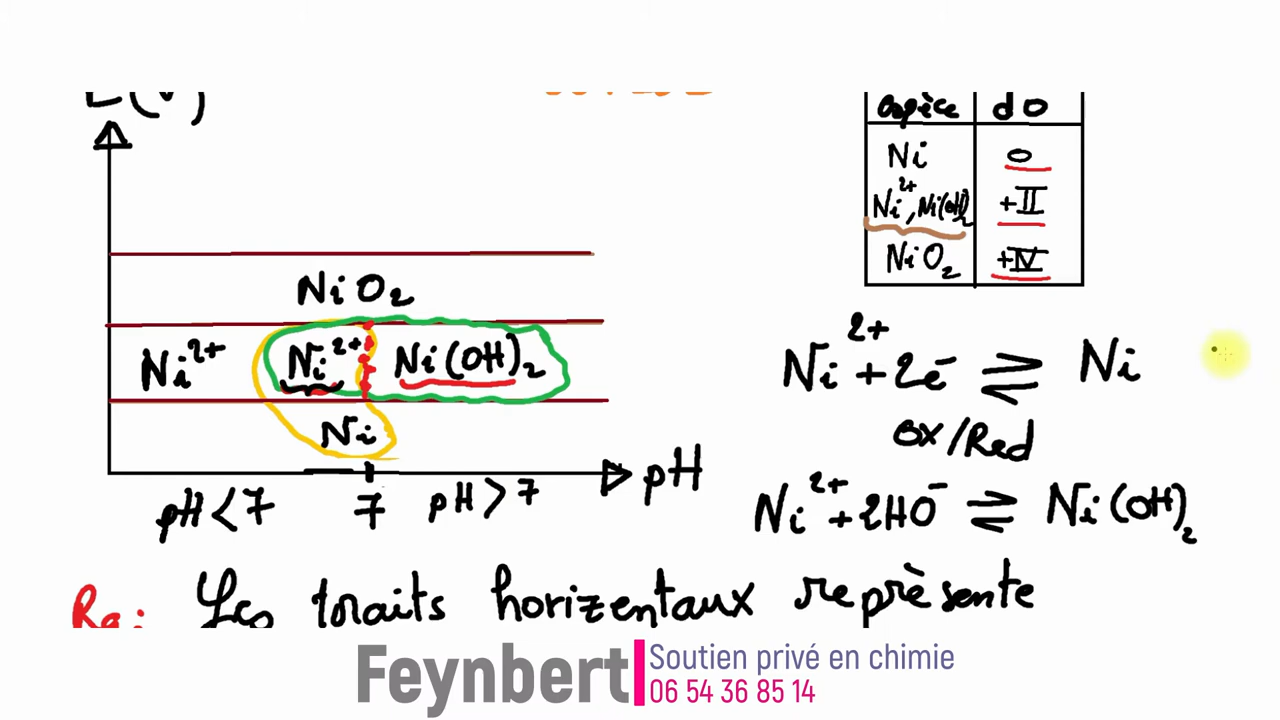 E(V)
espèce dO
Ni 0
Ni²⁺, Ni(OH)₂ +II
NiO₂ +IV
NiO₂
Ni²⁺ Ni²⁺ Ni(OH)₂
Ni
pH
pH<7 7 pH>7
Ni²⁺+2e⁻ ⇌ Ni
ox/Red
Ni²⁺+2HO⁻ ⇌ Ni(OH)₂
Rq: Les traits horizentaux représente
Feynbert
Soutien privé en chimie
06 54 36 85 14